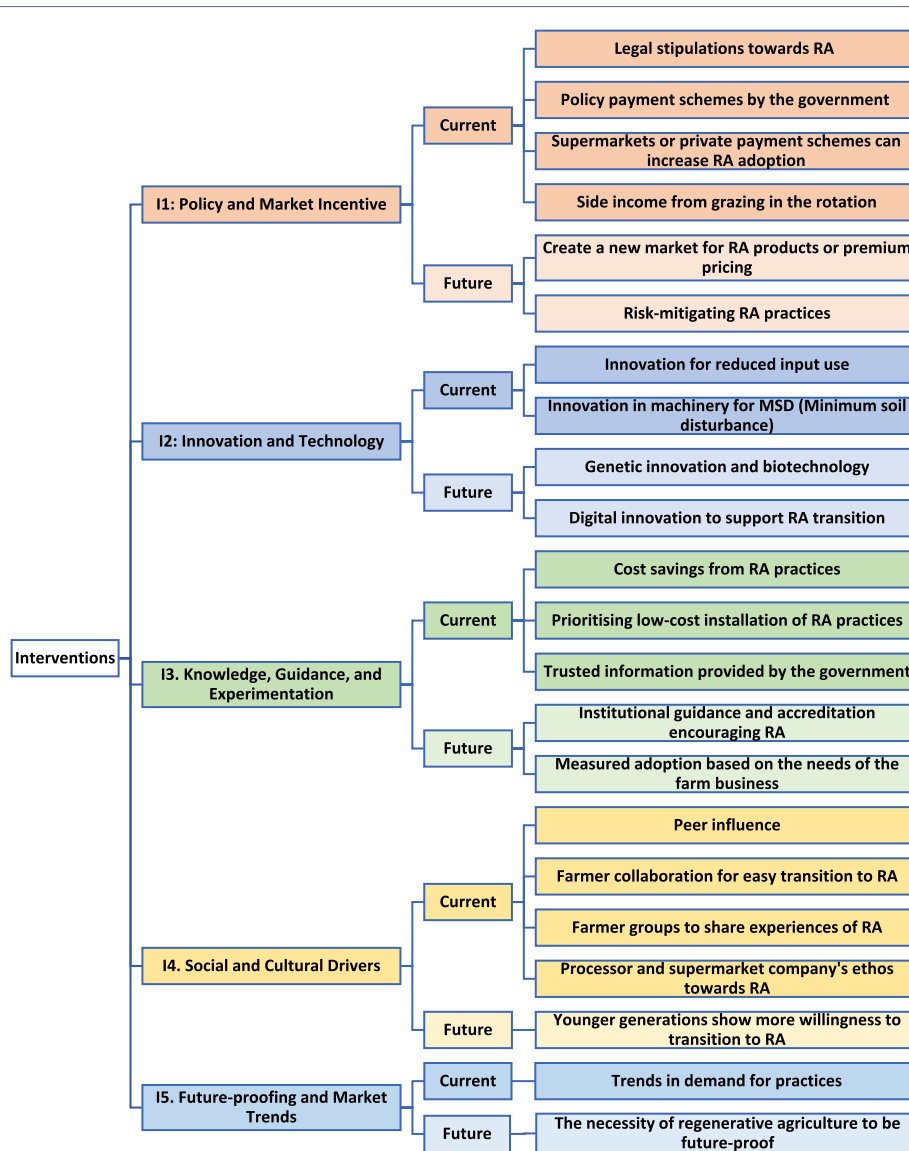 Interventions
I1: Policy and Market Incentive
Current
Legal stipulations towards RA
Policy payment schemes by the government
Supermarkets or private payment schemes can
increase RA adoption
Side income from grazing in the rotation
Future
Create a new market for RA products or premium
pricing
Risk-mitigating RA practices
I2: Innovation and Technology
Current
Innovation for reduced input use
Innovation in machinery for MSD (Minimum soil
disturbance)
Future
Genetic innovation and biotechnology
Digital innovation to support RA transition
I3. Knowledge, Guidance, and
Experimentation
Current
Cost savings from RA practices
Prioritising low-cost installation of RA practices
Trusted information provided by the government
Future
Institutional guidance and accreditation
encouraging RA
Measured adoption based on the needs of the
farm business
I4. Social and Cultural Drivers
Current
Peer influence
Farmer collaboration for easy transition to RA
Farmer groups to share experiences of RA
Processor and supermarket company's ethos
towards RA
Future
Younger generations show more willingness to
transition to RA
I5. Future-proofing and Market
Trends
Current
Trends in demand for practices
Future
The necessity of regenerative agriculture to be
future-proof